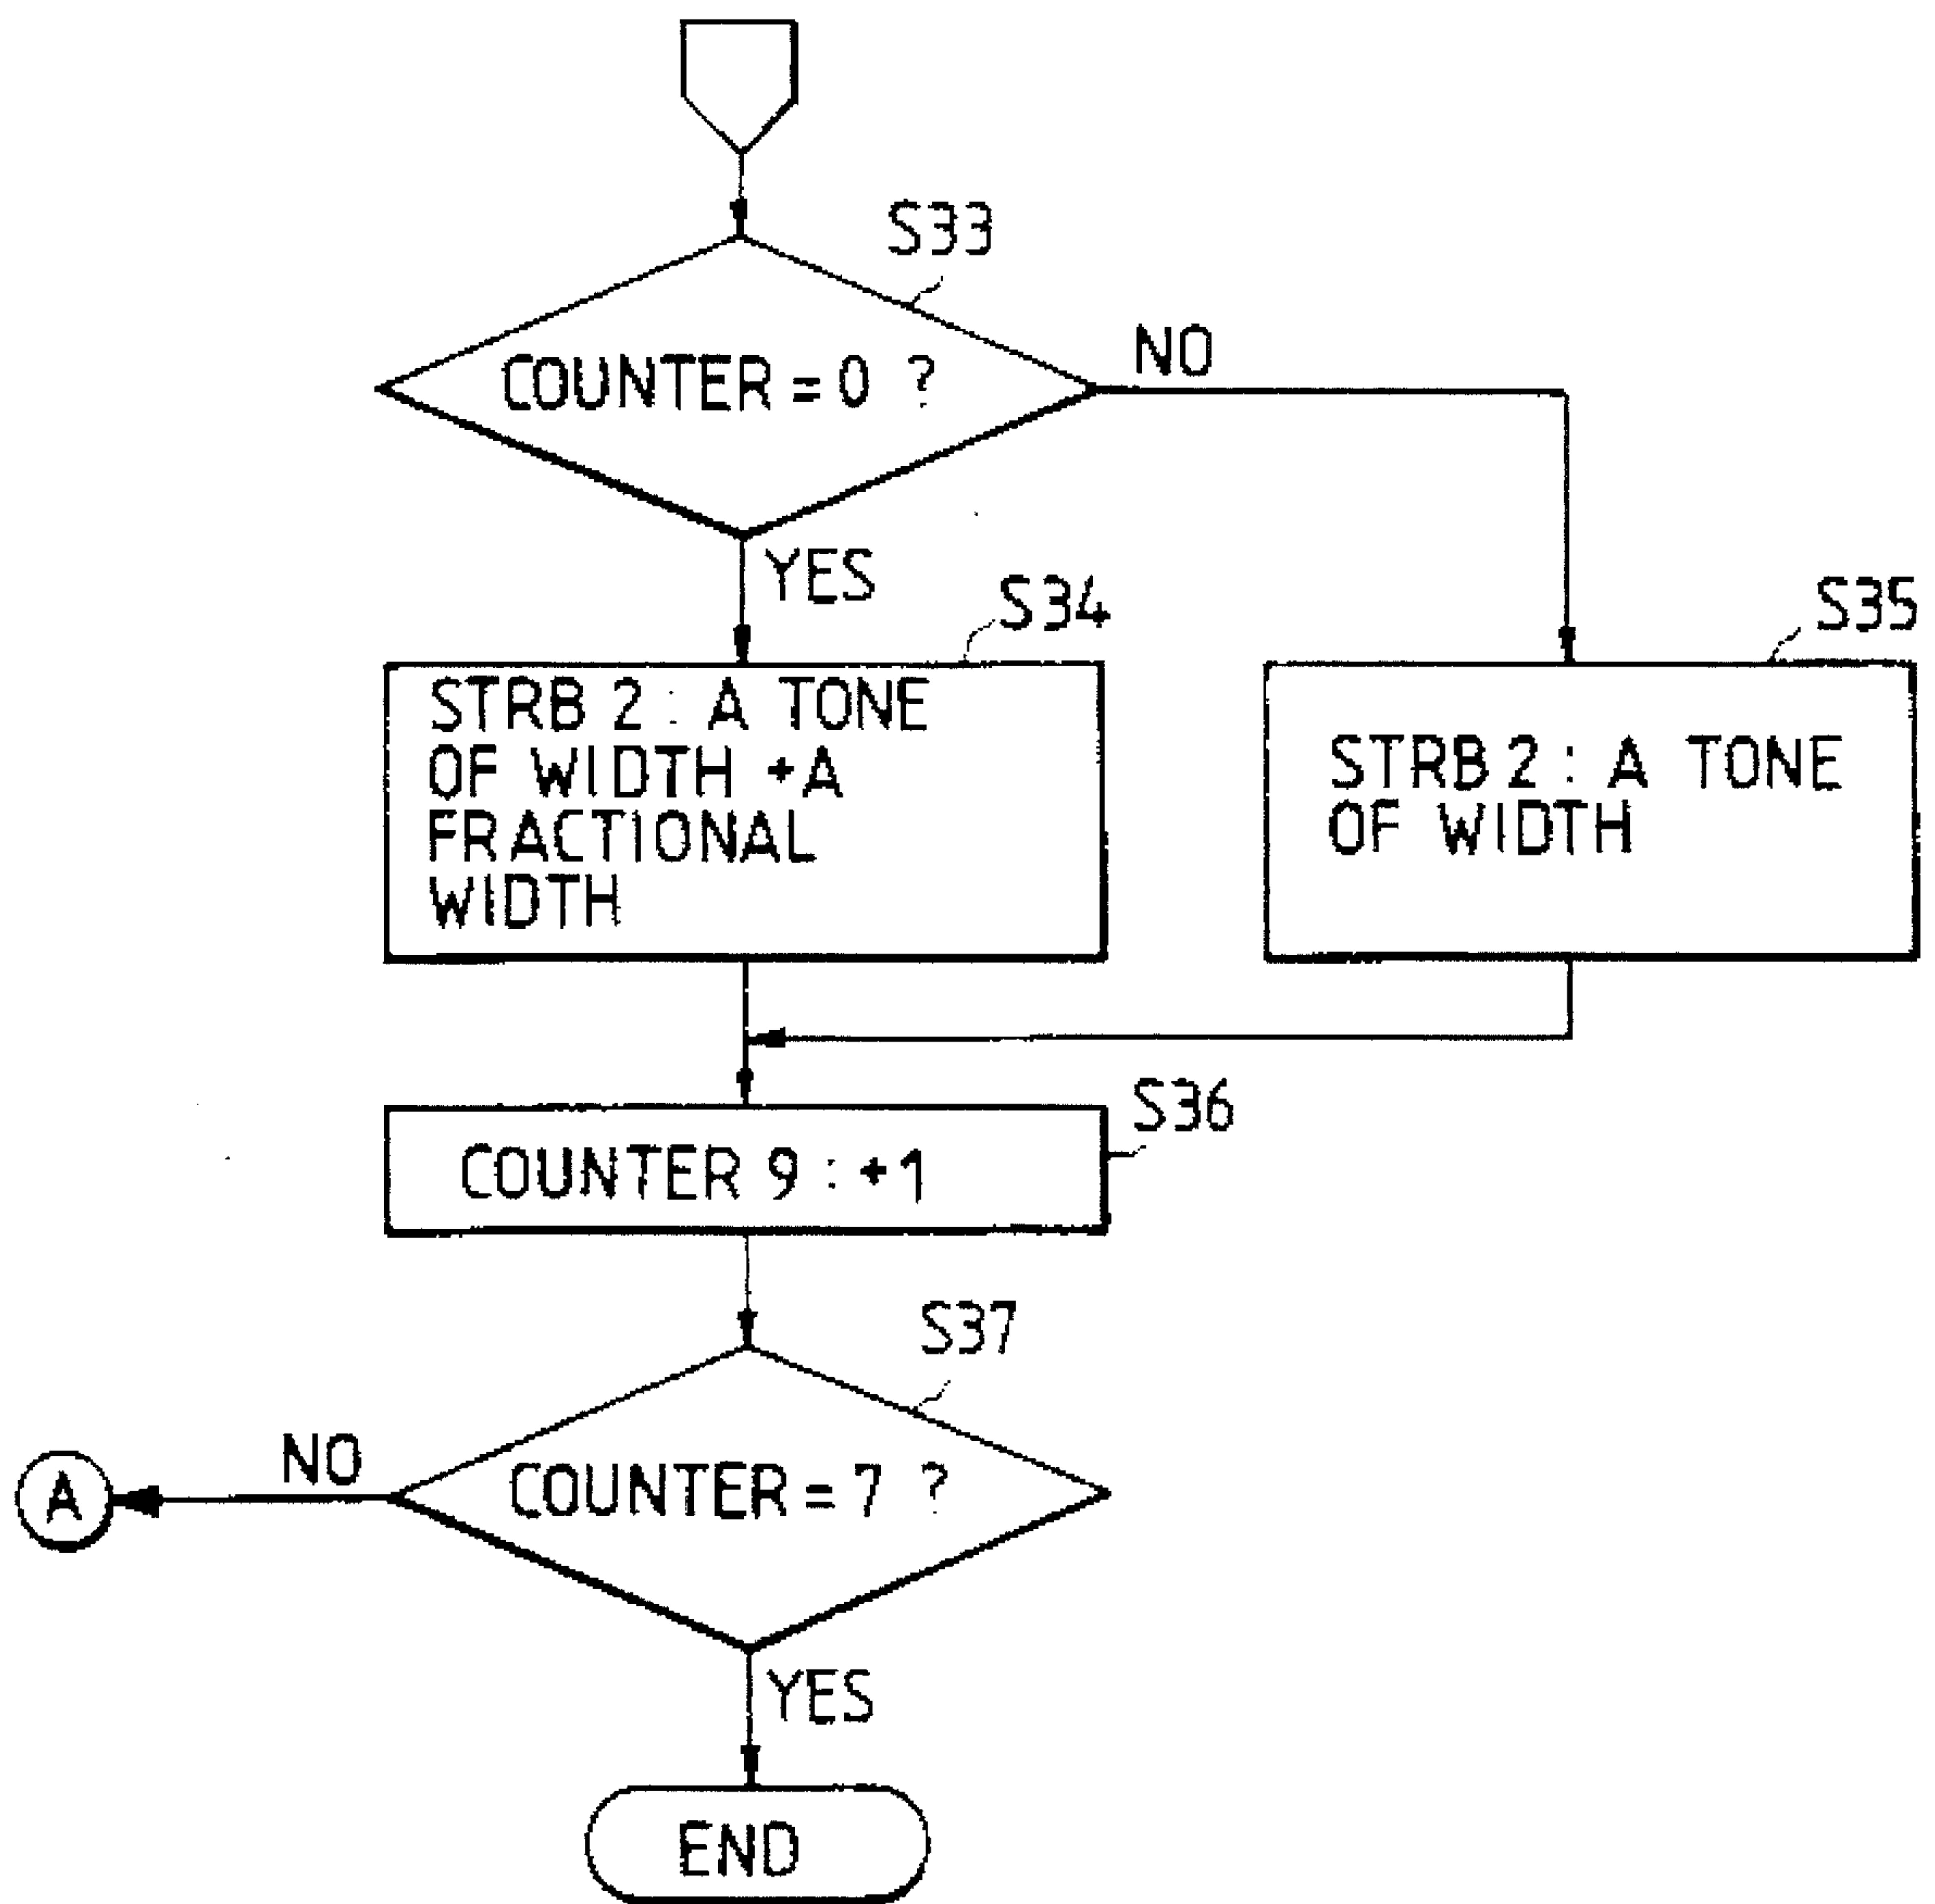 S33
COUNTER = 0 ?
NO
YES
S34
S35
STRB 2 : A TONE
OF WIDTH +A
FRACTIONAL
WIDTH
STRB 2 : A TONE
OF WIDTH
S36
COUNTER 9 : +1
S37
NO
COUNTER = 7 ?
A
YES
END